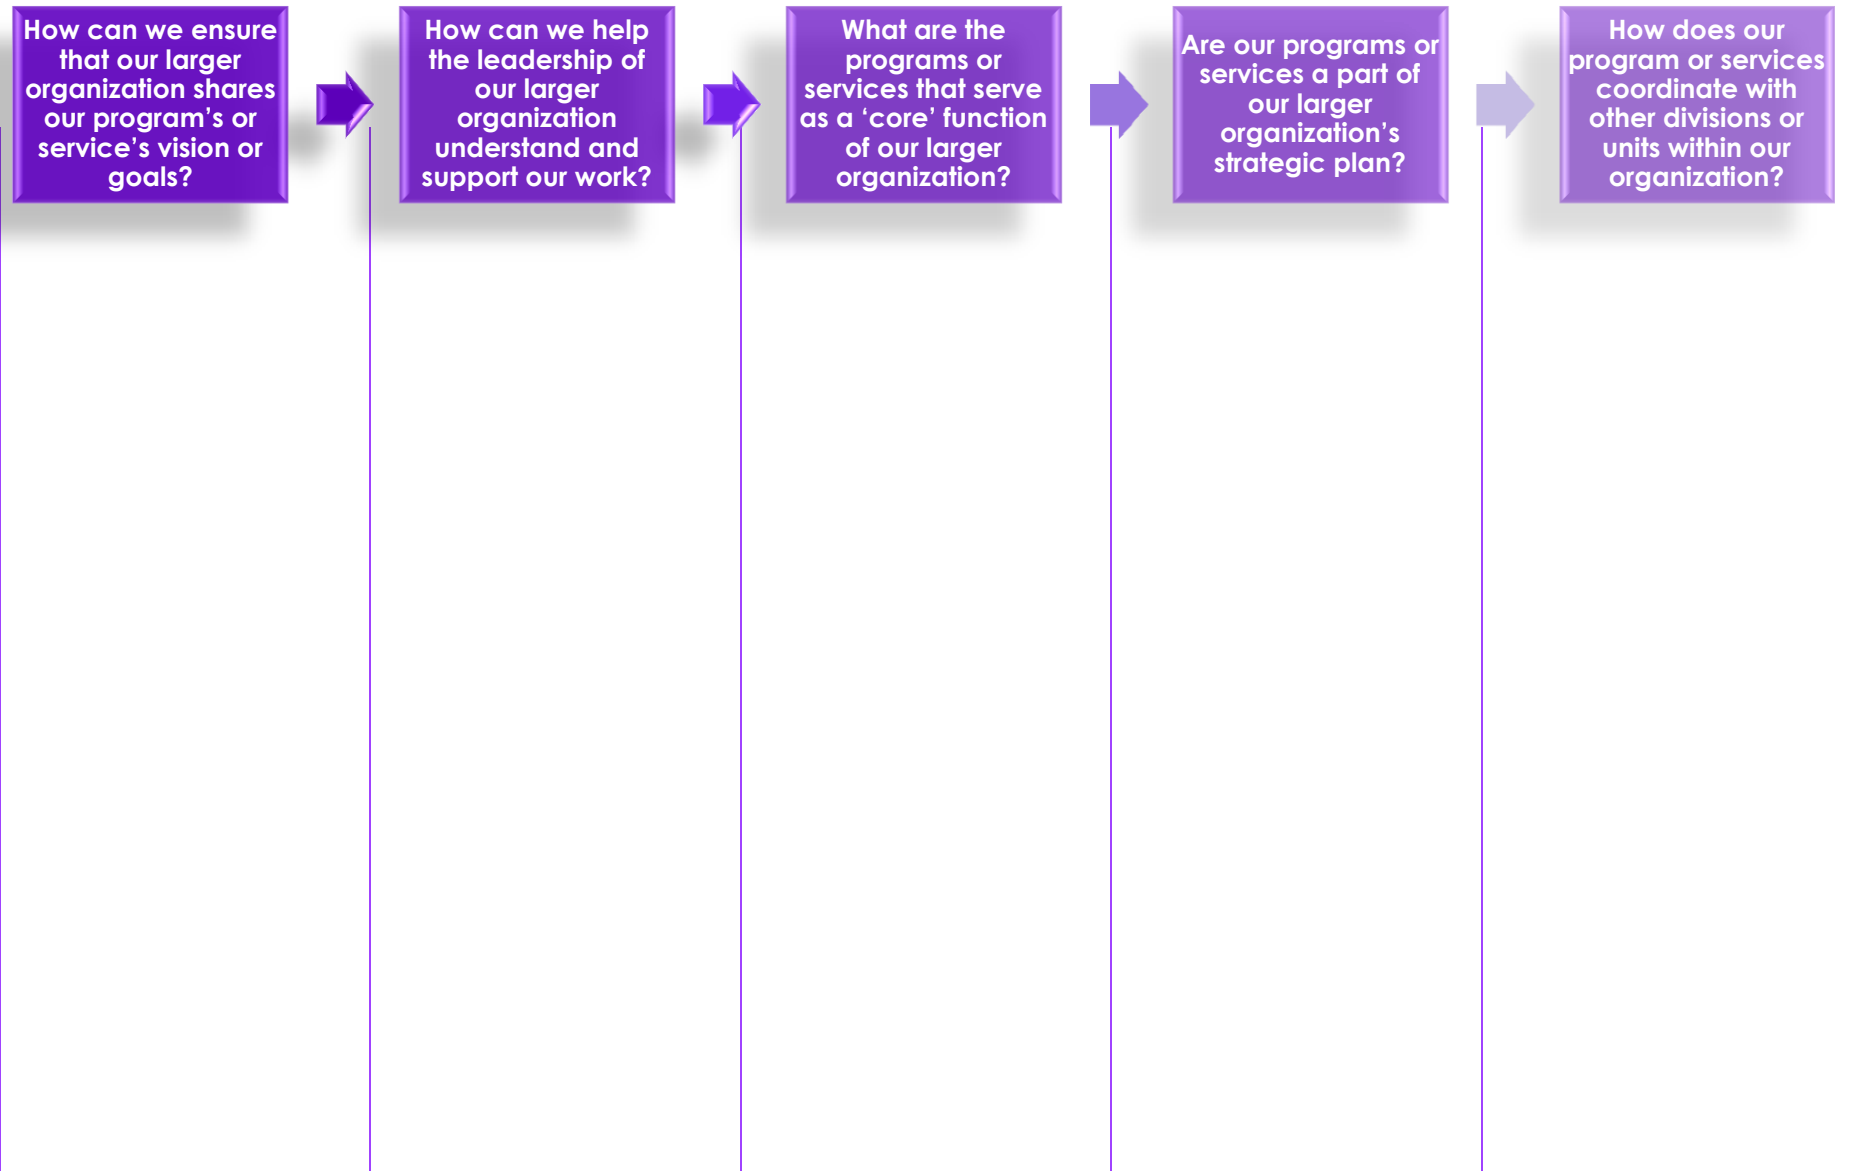 How can we ensure
that our larger
organization shares
our program’s or
service’s vision or
goals?
How can we help
the leadership of
our larger
organization
understand and
support our work?
What are the
programs or
services that serve
as a ‘core’ function
of our larger
organization?
Are our programs or
services a part of
our larger
organization’s
strategic plan?
How does our
program or services
coordinate with
other divisions or
units within our
organization?